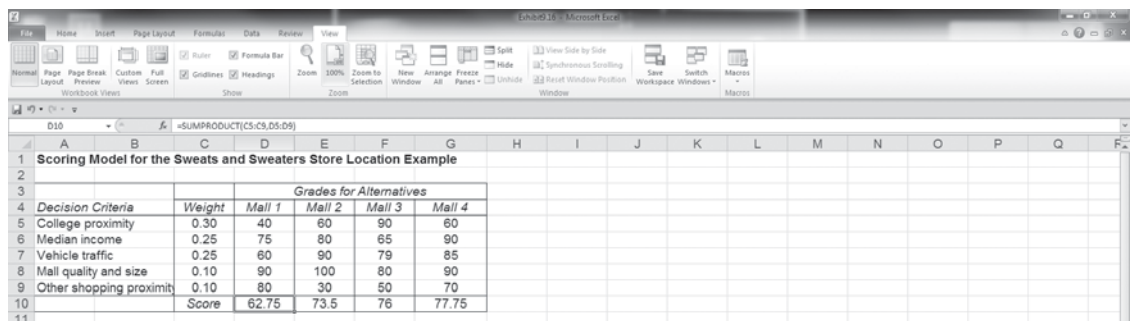 Exhibit9.16 - Microsoft Excel
File Home Insert Page Layout Formulas Data Review View
Normal Page Layout Page Break Preview Custom Views Full Screen
Workbook Views
Ruler Formula Bar
Gridlines Headings
Show
Zoom 100% Zoom to Selection
Zoom
New Window Arrange All Freeze Panes
Split
Hide
Unhide
View Side by Side
Synchronous Scrolling
Reset Window Position
Window
Save Workspace Switch Windows
Macros
Macros
D10 fx =SUMPRODUCT(C5:C9,D5:D9)
A B C D E F G H I J K L M N O P Q
1 Scoring Model for the Sweats and Sweaters Store Location Example
2
3 Grades for Alternatives
4 Decision Criteria Weight Mall 1 Mall 2 Mall 3 Mall 4
5 College proximity 0.30 40 60 90 60
6 Median income 0.25 75 80 65 90
7 Vehicle traffic 0.25 60 90 79 85
8 Mall quality and size 0.10 90 100 80 90
9 Other shopping proximity 0.10 80 30 50 70
10 Score 62.75 73.5 76 77.75
11